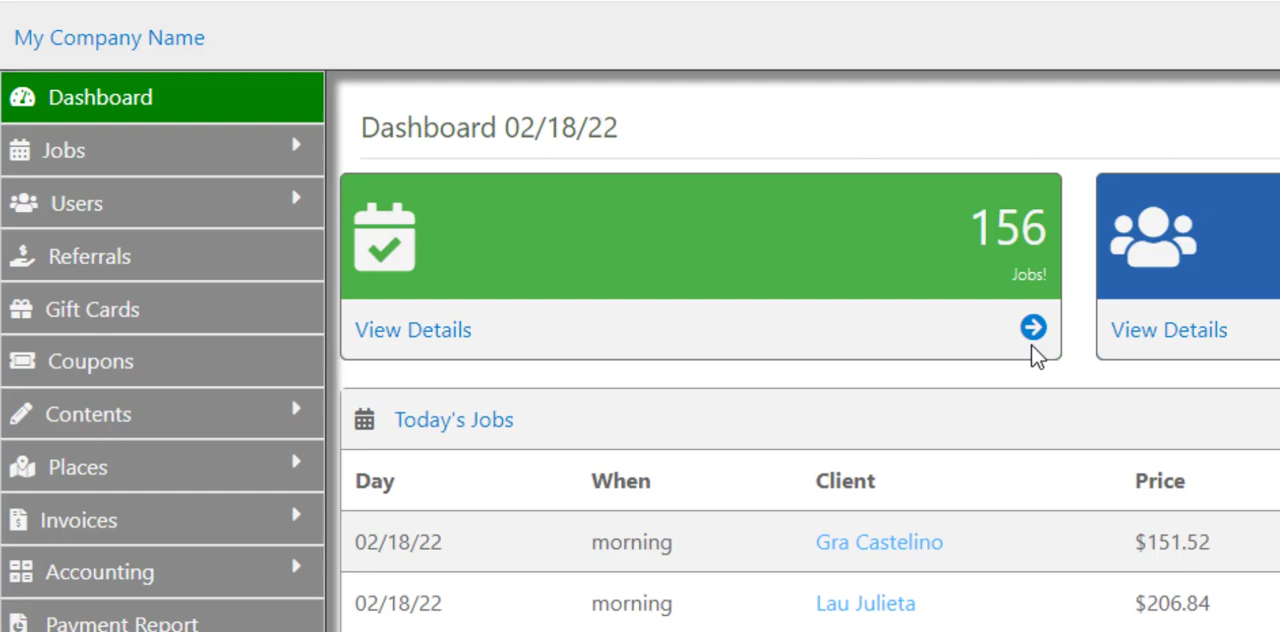 My Company Name
Dashboard
Jobs
Users
Referrals
Gift Cards
Coupons
Contents
Places
Invoices
Accounting
Payment Report
Dashboard 02/18/22
156
Jobs!
View Details
View Details
Today's Jobs
Day When Client Price
02/18/22 morning Gra Castelino $151.52
02/18/22 morning Lau Julieta $206.84